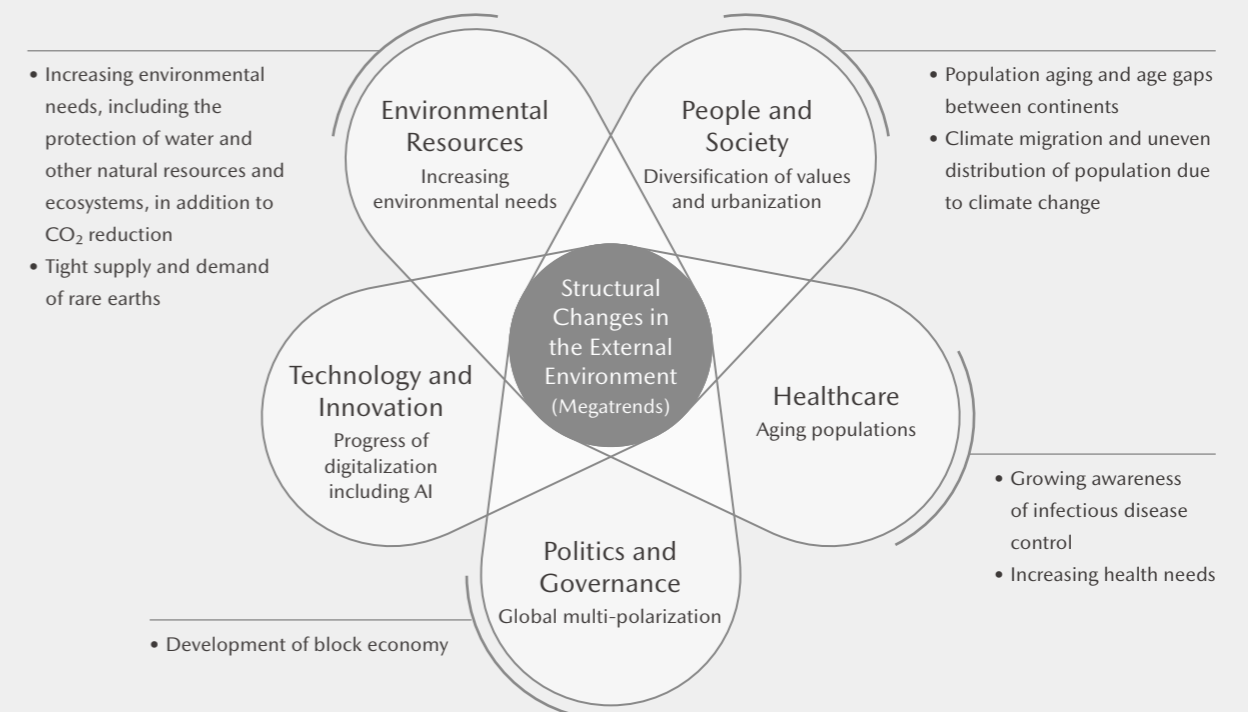 • Increasing environmental
needs, including the
protection of water and
other natural resources and
ecosystems, in addition to
CO₂ reduction
• Tight supply and demand
of rare earths
Environmental
Resources
Increasing
environmental needs
People and
Society
Diversification of values
and urbanization
• Population aging and age gaps
between continents
• Climate migration and uneven
distribution of population due
to climate change
Structural
Changes in
the External
Environment
(Megatrends)
Technology and
Innovation
Progress of
digitalization
including AI
Healthcare
Aging populations
• Growing awareness
of infectious disease
control
• Increasing health needs
Politics and
Governance
Global multi-polarization
• Development of block economy